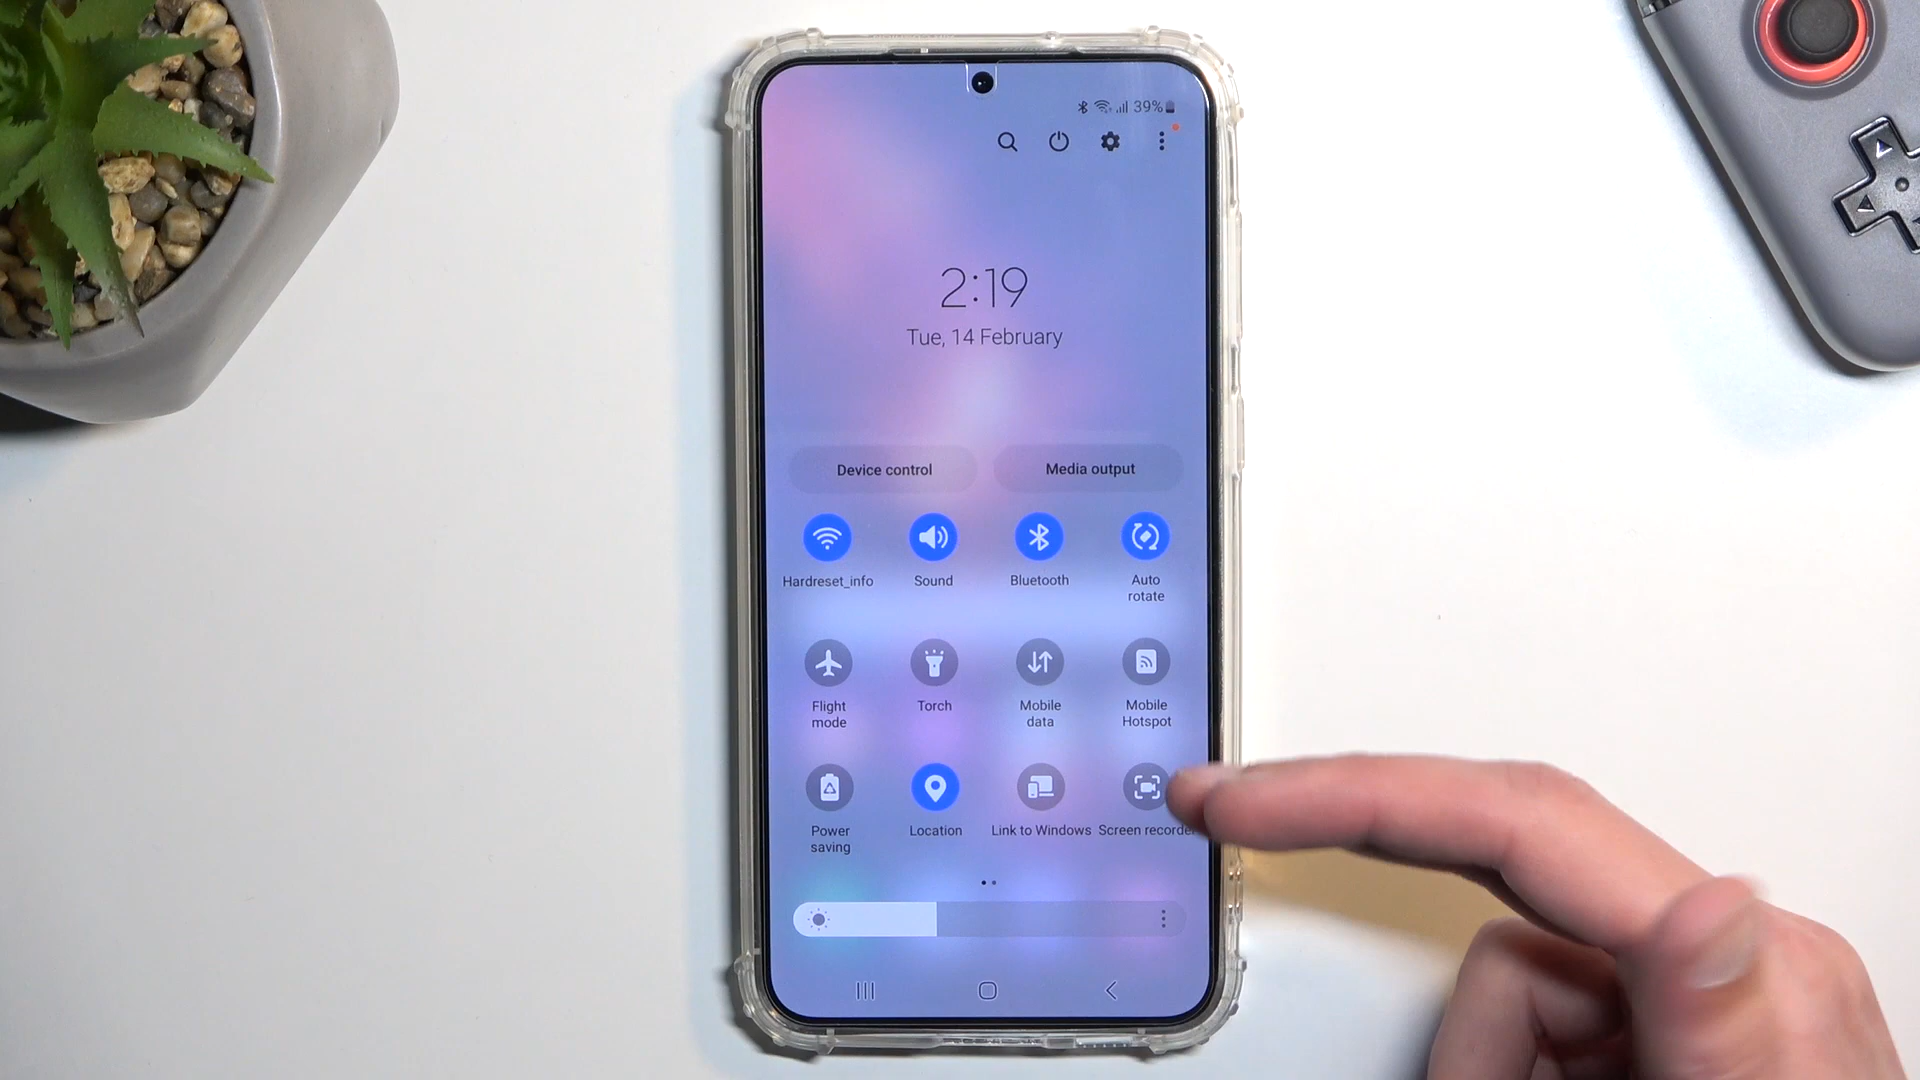 39%
2:19
Tue, 14 February
Device control Media output
Hardreset_info Sound Bluetooth Auto rotate
Flight mode Torch Mobile data Mobile Hotspot
Power saving Location Link to Windows Screen recorder